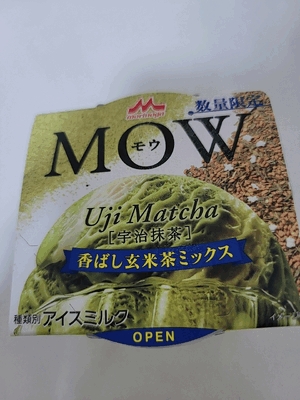 morinaga
数量限定
MOW
モウ
Uji Matcha
[宇治抹茶]
香ばし玄米茶ミックス
種類別 アイスミルク
OPEN